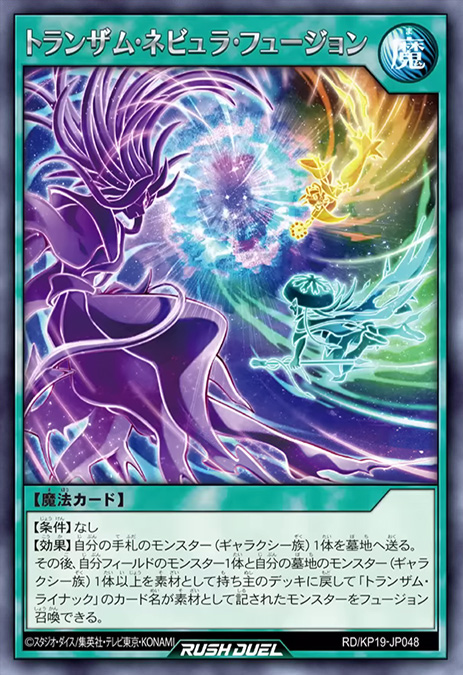 トランザム・ネビュラ・フュージョン
魔
【魔法カード】
【条件】なし
【効果】自分の手札のモンスター(ギャラクシー族)1体を墓地へ送る。
その後、自分フィールドのモンスター1体と自分の墓地のモンスター(ギャラ
クシー族)1体以上を素材として持ち主のデッキに戻して「トランザム・
ライナック」のカード名が素材として記されたモンスターをフュージョン
召喚できる。
©スタジオ・ダイス/集英社・テレビ東京・KONAMI
RUSH DUEL
RD/KP19-JP048